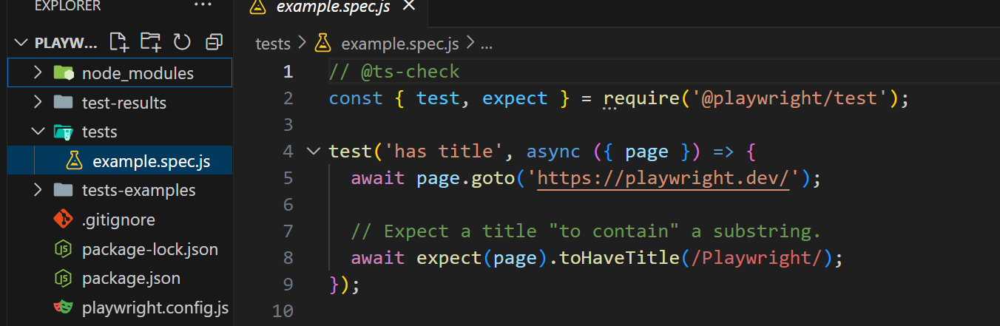 EXPLORER ...
PLAYW...
node_modules
test-results
tests
example.spec.js
tests-examples
.gitignore
package-lock.json
package.json
playwright.config.js
example.spec.js
tests > example.spec.js > ...
1 // @ts-check
2 const { test, expect } = require('@playwright/test');
3
4 test('has title', async ({ page }) => {
5 await page.goto('https://playwright.dev/');
6
7 // Expect a title "to contain" a substring.
8 await expect(page).toHaveTitle(/Playwright/);
9 });
10